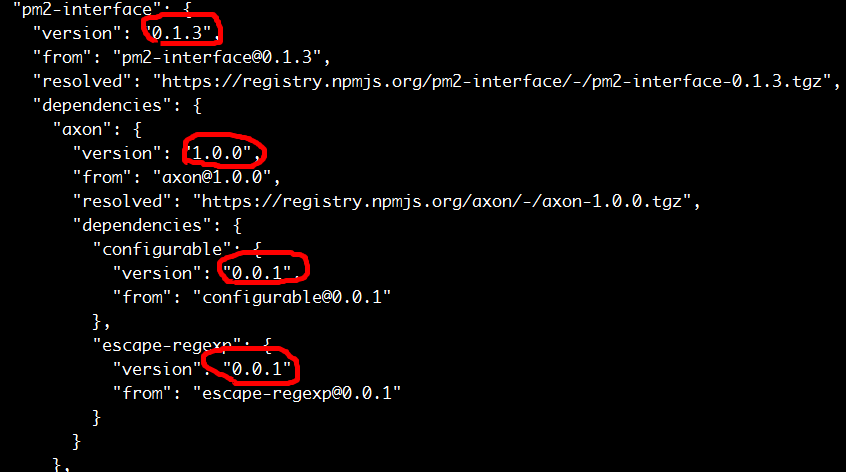 "pm2-interface": {
"version": "0.1.3",
"from": "pm2-interface@0.1.3",
"resolved": "https://registry.npmjs.org/pm2-interface/-/pm2-interface-0.1.3.tgz",
"dependencies": {
"axon": {
"version": "1.0.0",
"from": "axon@1.0.0",
"resolved": "https://registry.npmjs.org/axon/-/axon-1.0.0.tgz",
"dependencies": {
"configurable": {
"version": "0.0.1",
"from": "configurable@0.0.1"
},
"escape-regexp": {
"version": "0.0.1"
"from": "escape-regexp@0.0.1"
}
}
},